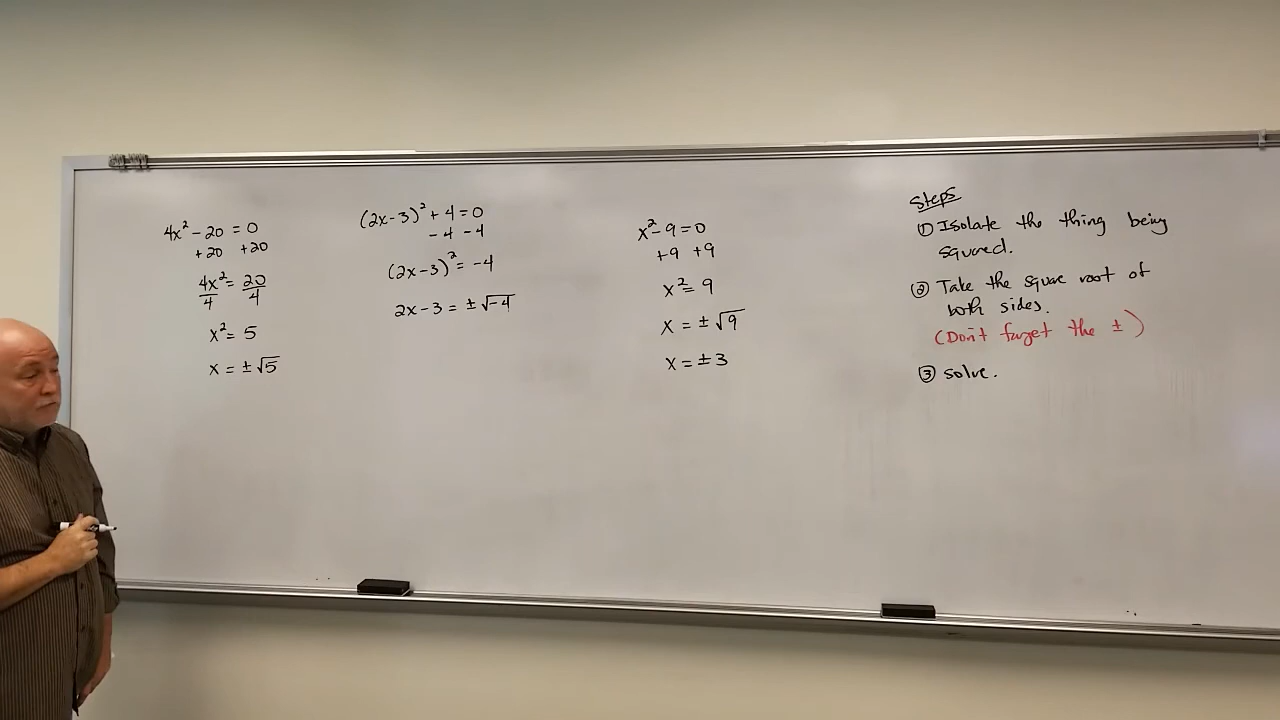 4x² - 20 = 0
+20 +20
4x² = 20
4 4
x² = 5
x = ±√5
(2x-3)² + 4 = 0
-4 -4
(2x-3)² = -4
2x-3 = ±√-4
x² - 9 = 0
+9 +9
x² = 9
x = ±√9
x = ±3
Steps
① Isolate the thing being
squared.
② Take the square root of
both sides.
(Don't forget the ±)
③ solve.